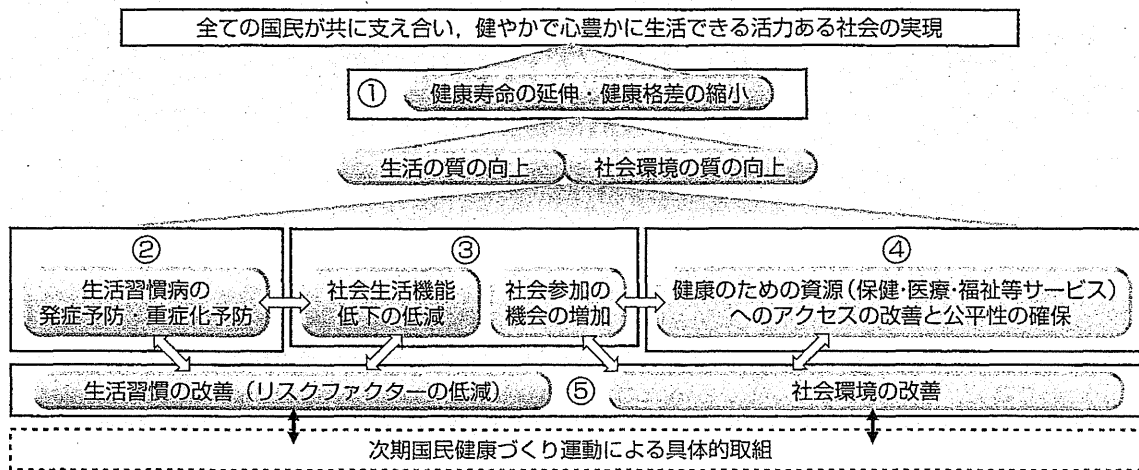 全ての国民が共に支え合い，健やかで心豊かに生活できる活力ある社会の実現
① 健康寿命の延伸・健康格差の縮小
生活の質の向上 社会環境の質の向上
②
生活習慣病の
発症予防・重症化予防
③
社会生活機能
低下の低減
社会参加の
機会の増加
④
健康のための資源（保健・医療・福祉等サービス）
へのアクセスの改善と公平性の確保
生活習慣の改善（リスクファクターの低減） ⑤ 社会環境の改善
次期国民健康づくり運動による具体的取組